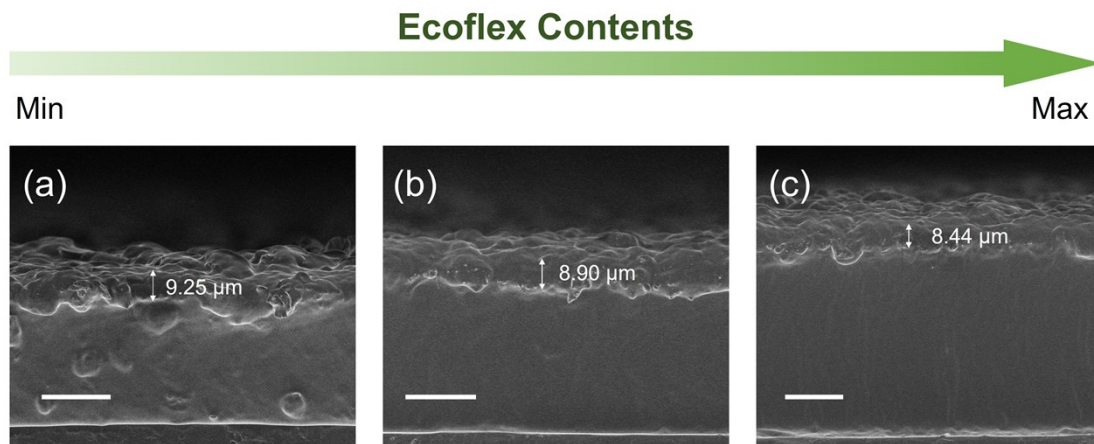 Ecoflex Contents
Min
Max
(a)
(b)
(c)
9.25 µm
8.90 µm
8.44 µm